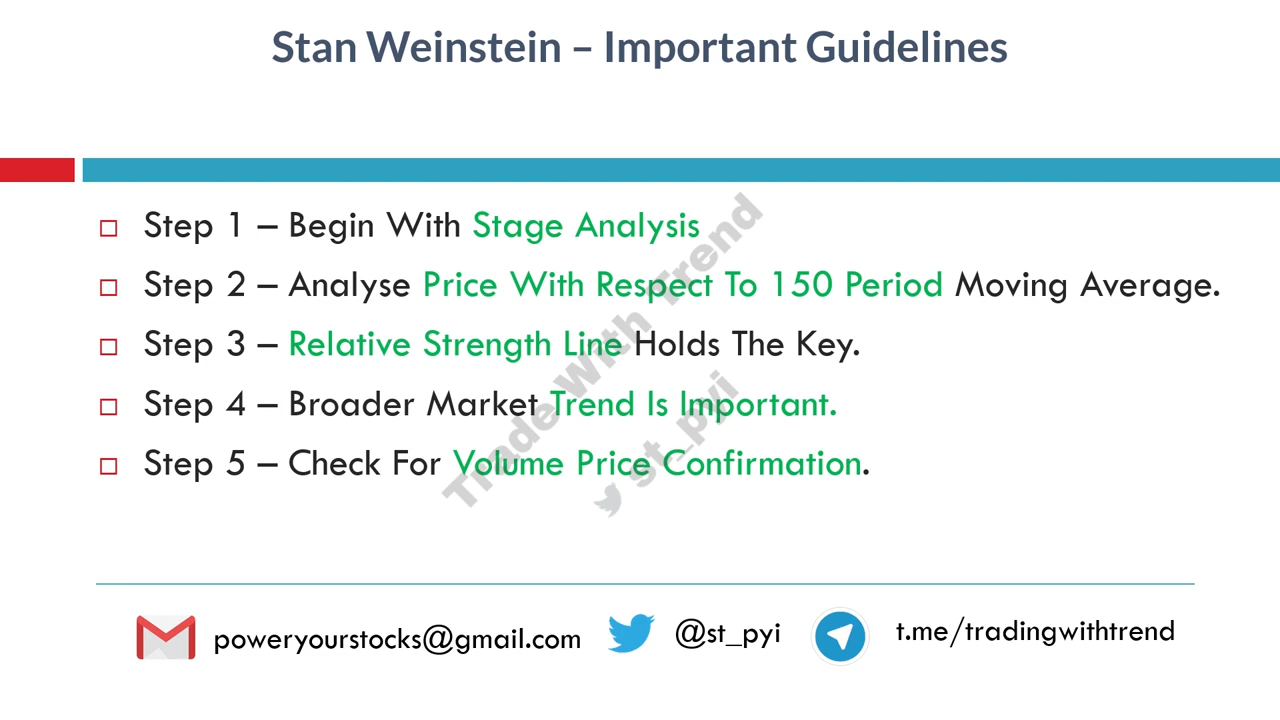 Stan Weinstein – Important Guidelines
Step 1 – Begin With Stage Analysis
Step 2 – Analyse Price With Respect To 150 Period Moving Average.
Step 3 – Relative Strength Line Holds The Key.
Step 4 – Broader Market Trend Is Important.
Step 5 – Check For Volume Price Confirmation.
Trade With Trend
st_pyi
poweryourstocks@gmail.com
@st_pyi
t.me/tradingwithtrend